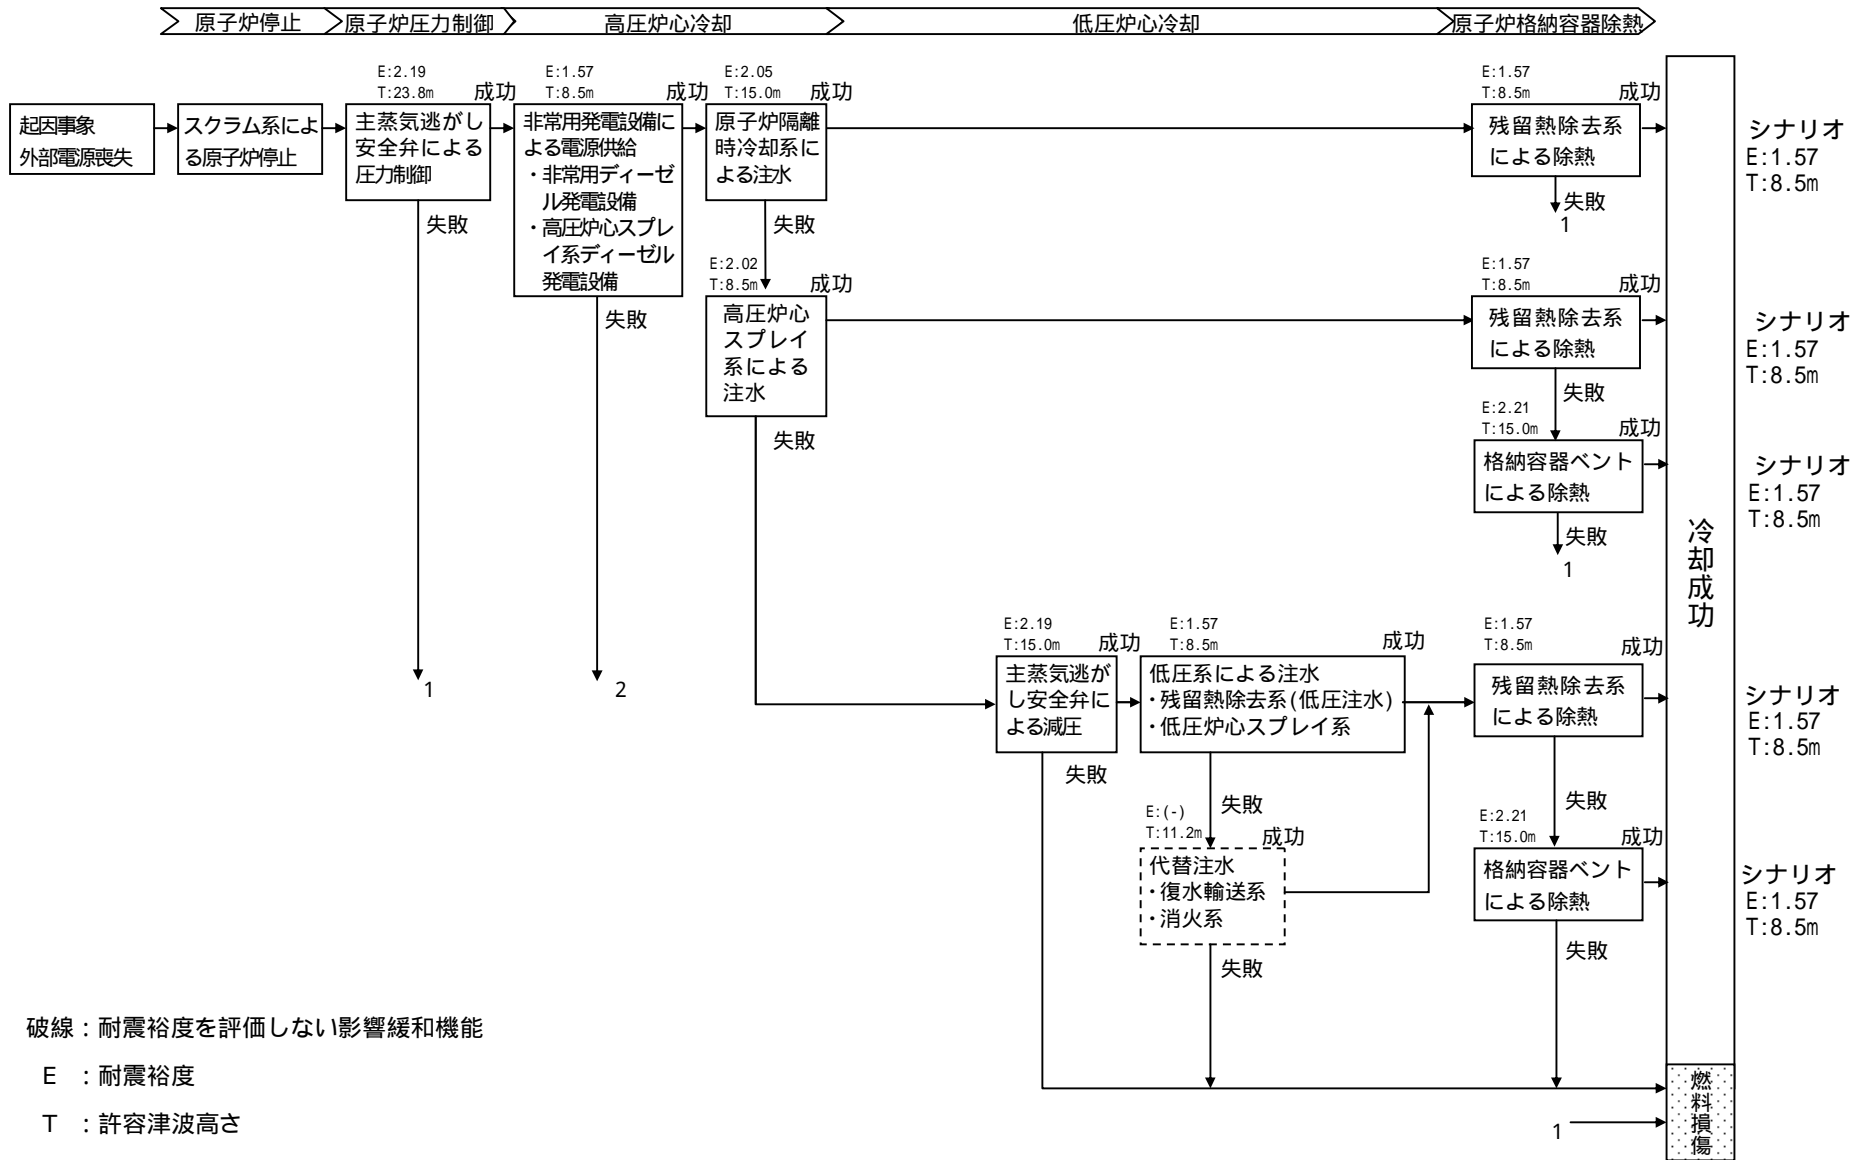 原子炉停止
原子炉圧力制御
高圧炉心冷却
低圧炉心冷却
原子炉格納容器除熱
起因事象
外部電源喪失
スクラム系によ
る原子炉停止
E:2.19
T:23.8m
成功
主蒸気逃がし
安全弁による
圧力制御
失敗
1
E:1.57
T:8.5m
成功
非常用発電設備に
よる電源供給
・非常用ディーゼ
ル発電設備
・高圧炉心スプレ
イ系ディーゼル
発電設備
失敗
2
E:2.05
T:15.0m
成功
原子炉隔離
時冷却系に
よる注水
失敗
E:2.02
T:8.5m
成功
高圧炉心
スプレイ
系による
注水
失敗
E:2.19
T:15.0m
成功
主蒸気逃が
し安全弁に
よる減圧
失敗
E:1.57
T:8.5m
成功
低圧系による注水
・残留熱除去系(低圧注水)
・低圧炉心スプレイ系
失敗
E:(-)
T:11.2m
成功
代替注水
・復水輸送系
・消火系
失敗
E:1.57
T:8.5m
成功
残留熱除去系
による除熱
失敗
1
E:1.57
T:8.5m
成功
残留熱除去系
による除熱
失敗
E:2.21
T:15.0m
成功
格納容器ベント
による除熱
失敗
1
E:1.57
T:8.5m
成功
残留熱除去系
による除熱
失敗
E:2.21
T:15.0m
成功
格納容器ベント
による除熱
失敗
冷却成功
燃料損傷
1
シナリオ
E:1.57
T:8.5m
シナリオ
E:1.57
T:8.5m
シナリオ
E:1.57
T:8.5m
シナリオ
E:1.57
T:8.5m
シナリオ
E:1.57
T:8.5m
破線：耐震裕度を評価しない影響緩和機能
E ：耐震裕度
T ：許容津波高さ